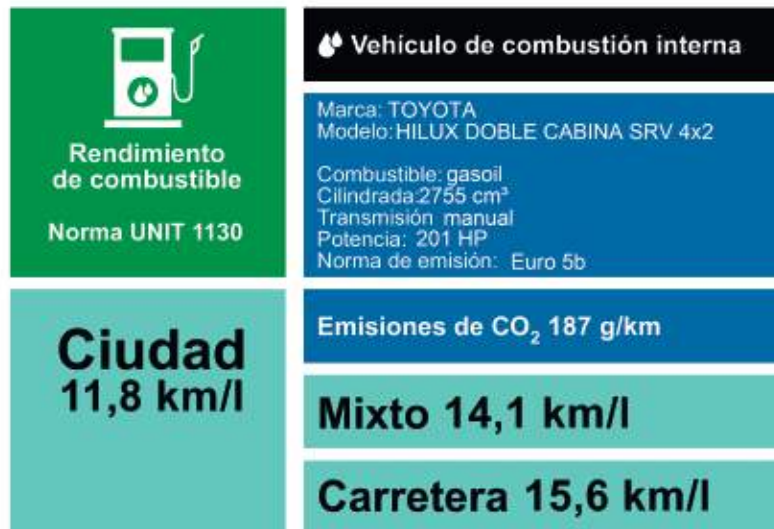 Rendimiento
de combustible
Norma UNIT 1130
Vehículo de combustión interna
Marca: TOYOTA
Modelo: HILUX DOBLE CABINA SRV 4x2
Combustible: gasoil
Cilindrada:2755 cm³
Transmisión manual
Potencia: 201 HP
Norma de emisión: Euro 5b
Ciudad
11,8 km/l
Emisiones de CO₂ 187 g/km
Mixto 14,1 km/l
Carretera 15,6 km/l